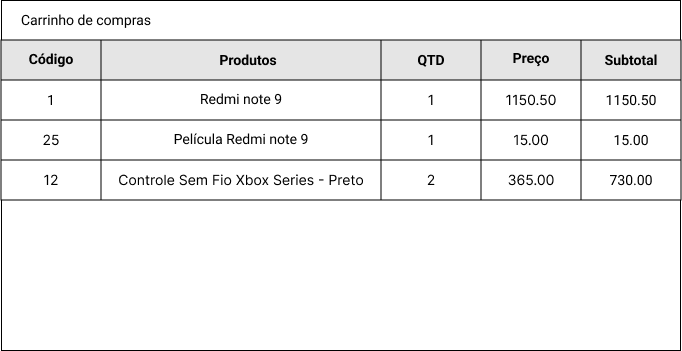 Carrinho de compras
Código Produtos QTD Preço Subtotal
1 Redmi note 9 1 1150.50 1150.50
25 Película Redmi note 9 1 15.00 15.00
12 Controle Sem Fio Xbox Series - Preto 2 365.00 730.00